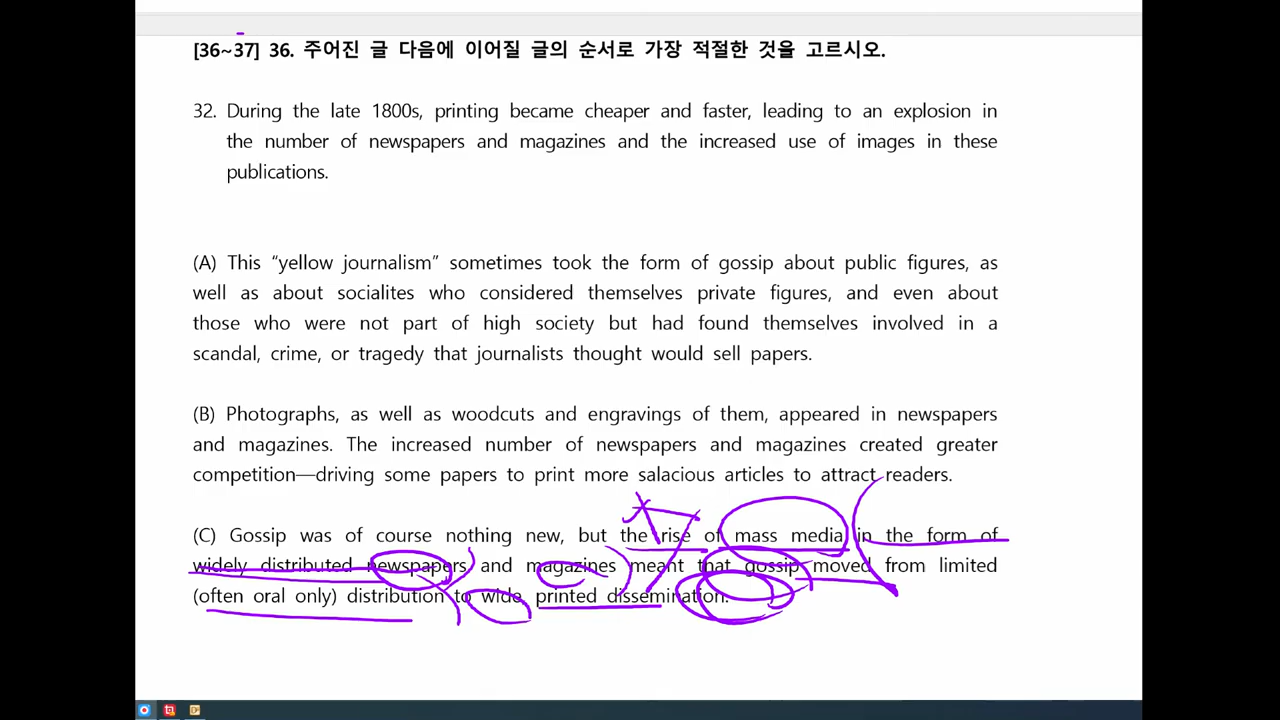 [36~37] 36. 주어진 글 다음에 이어질 글의 순서로 가장 적절한 것을 고르시오.
32. During the late 1800s, printing became cheaper and faster, leading to an explosion in
the number of newspapers and magazines and the increased use of images in these
publications.
(A) This “yellow journalism” sometimes took the form of gossip about public figures, as
well as about socialites who considered themselves private figures, and even about
those who were not part of high society but had found themselves involved in a
scandal, crime, or tragedy that journalists thought would sell papers.
(B) Photographs, as well as woodcuts and engravings of them, appeared in newspapers
and magazines. The increased number of newspapers and magazines created greater
competition—driving some papers to print more salacious articles to attract readers.
(C) Gossip was of course nothing new, but the rise of mass media in the form of
widely distributed newspapers and magazines meant that gossip moved from limited
(often oral only) distribution to wide printed dissemination.